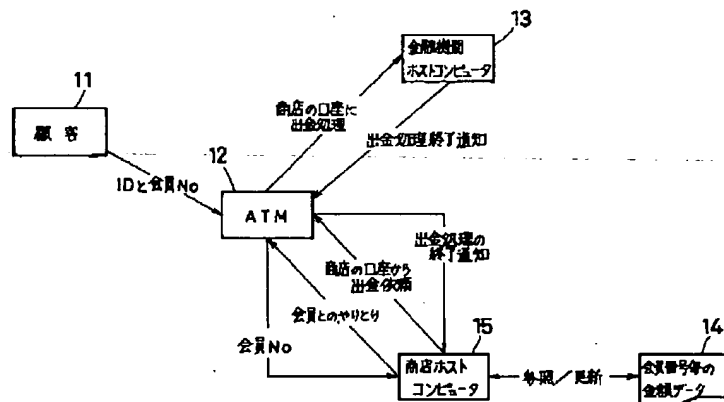 13
金融機関
ホストコンピュータ
11
顧客
商店の口座に
出金処理
出金処理終了通知
12
IDと会員No
ATM
出金処理の
終了通知
商店の口座から
出金依頼
会員とのやりとり
会員No
15
14
商店ホスト
コンピュータ
参照/更新
会員番号毎の
金額データ